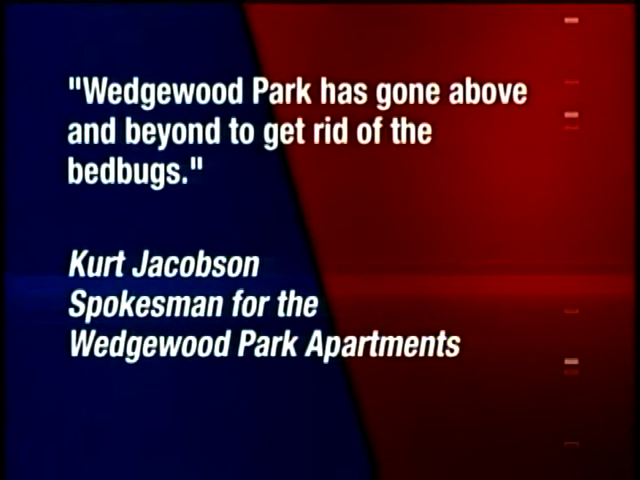 "Wedgewood Park has gone above
and beyond to get rid of the
bedbugs."
Kurt Jacobson
Spokesman for the
Wedgewood Park Apartments